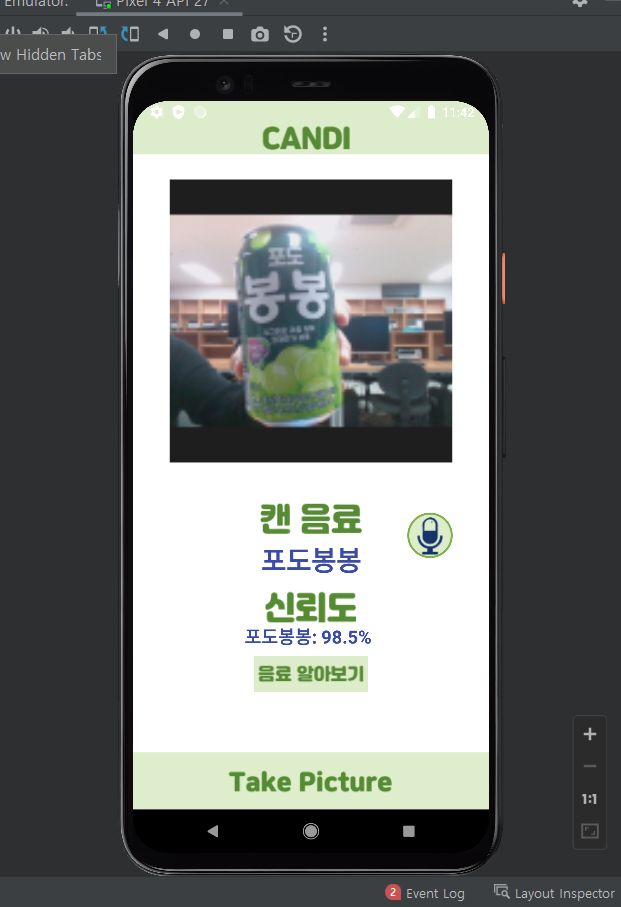 Emulator:
Pixel 4 API 27
w Hidden Tabs
11:42
CANDI
포도
봉봉
캔 음료
포도봉봉
신뢰도
포도봉봉: 98.5%
음료 알아보기
Take Picture
1:1
2 Event Log
Layout Inspector